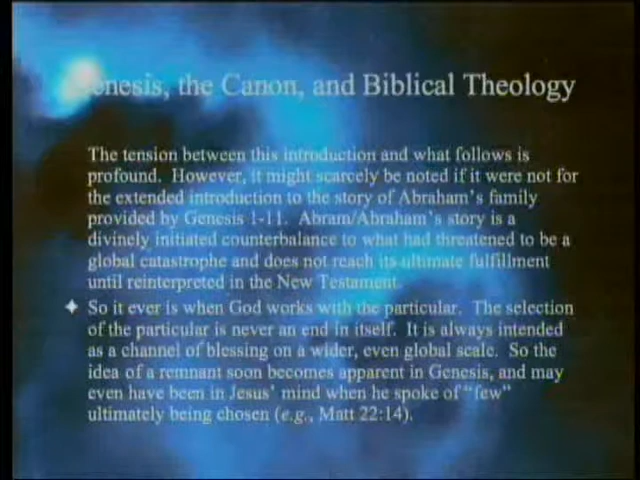 Genesis, the Canon, and Biblical Theology
The tension between this introduction and what follows is
profound. However, it might scarcely be noted if it were not for
the extended introduction to the story of Abraham's family
provided by Genesis 1-11. Abram/Abraham's story is a
divinely initiated counterbalance to what had threatened to be a
global catastrophe and does not reach its ultimate fulfillment
until reinterpreted in the New Testament.
So it ever is when God works with the particular. The selection
of the particular is never an end in itself. It is always intended
as a channel of blessing on a wider, even global scale. So the
idea of a remnant soon becomes apparent in Genesis, and may
even have been in Jesus' mind when he spoke of "few"
ultimately being chosen (e.g., Matt 22:14).